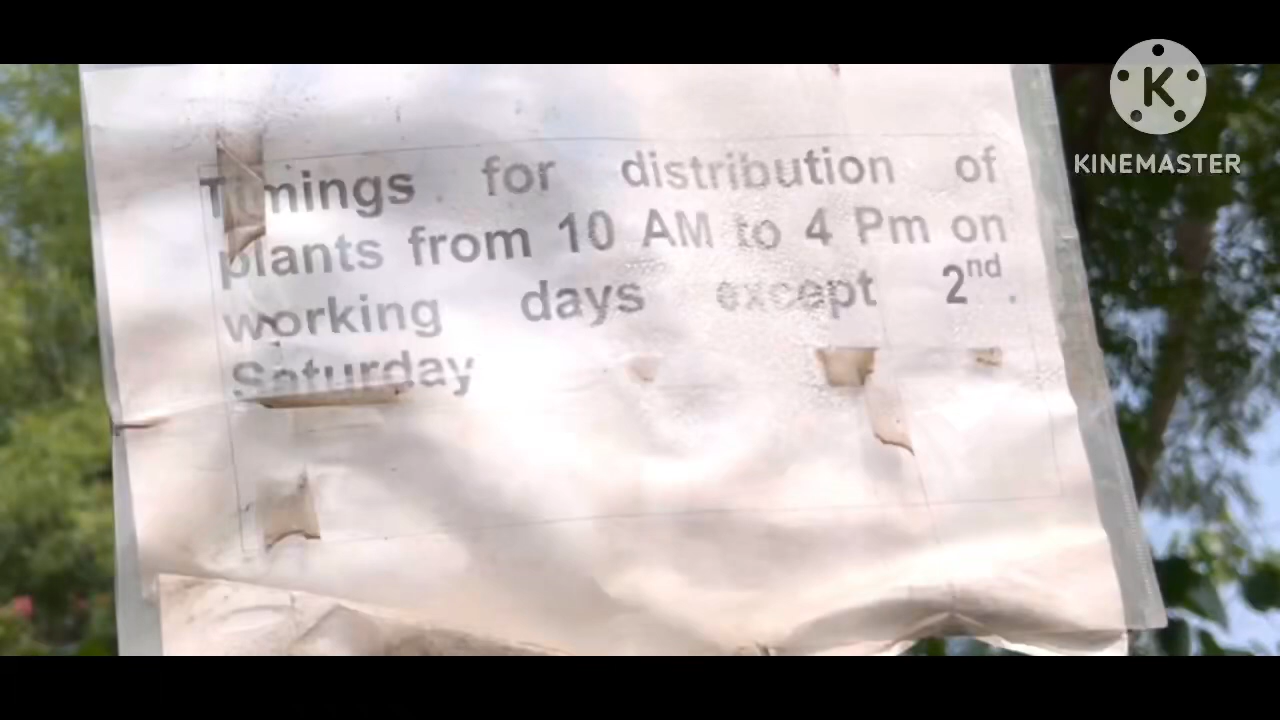 Timings for distribution of
plants from 10 AM to 4 Pm on
working days except 2nd
Saturday
K
KINEMASTER